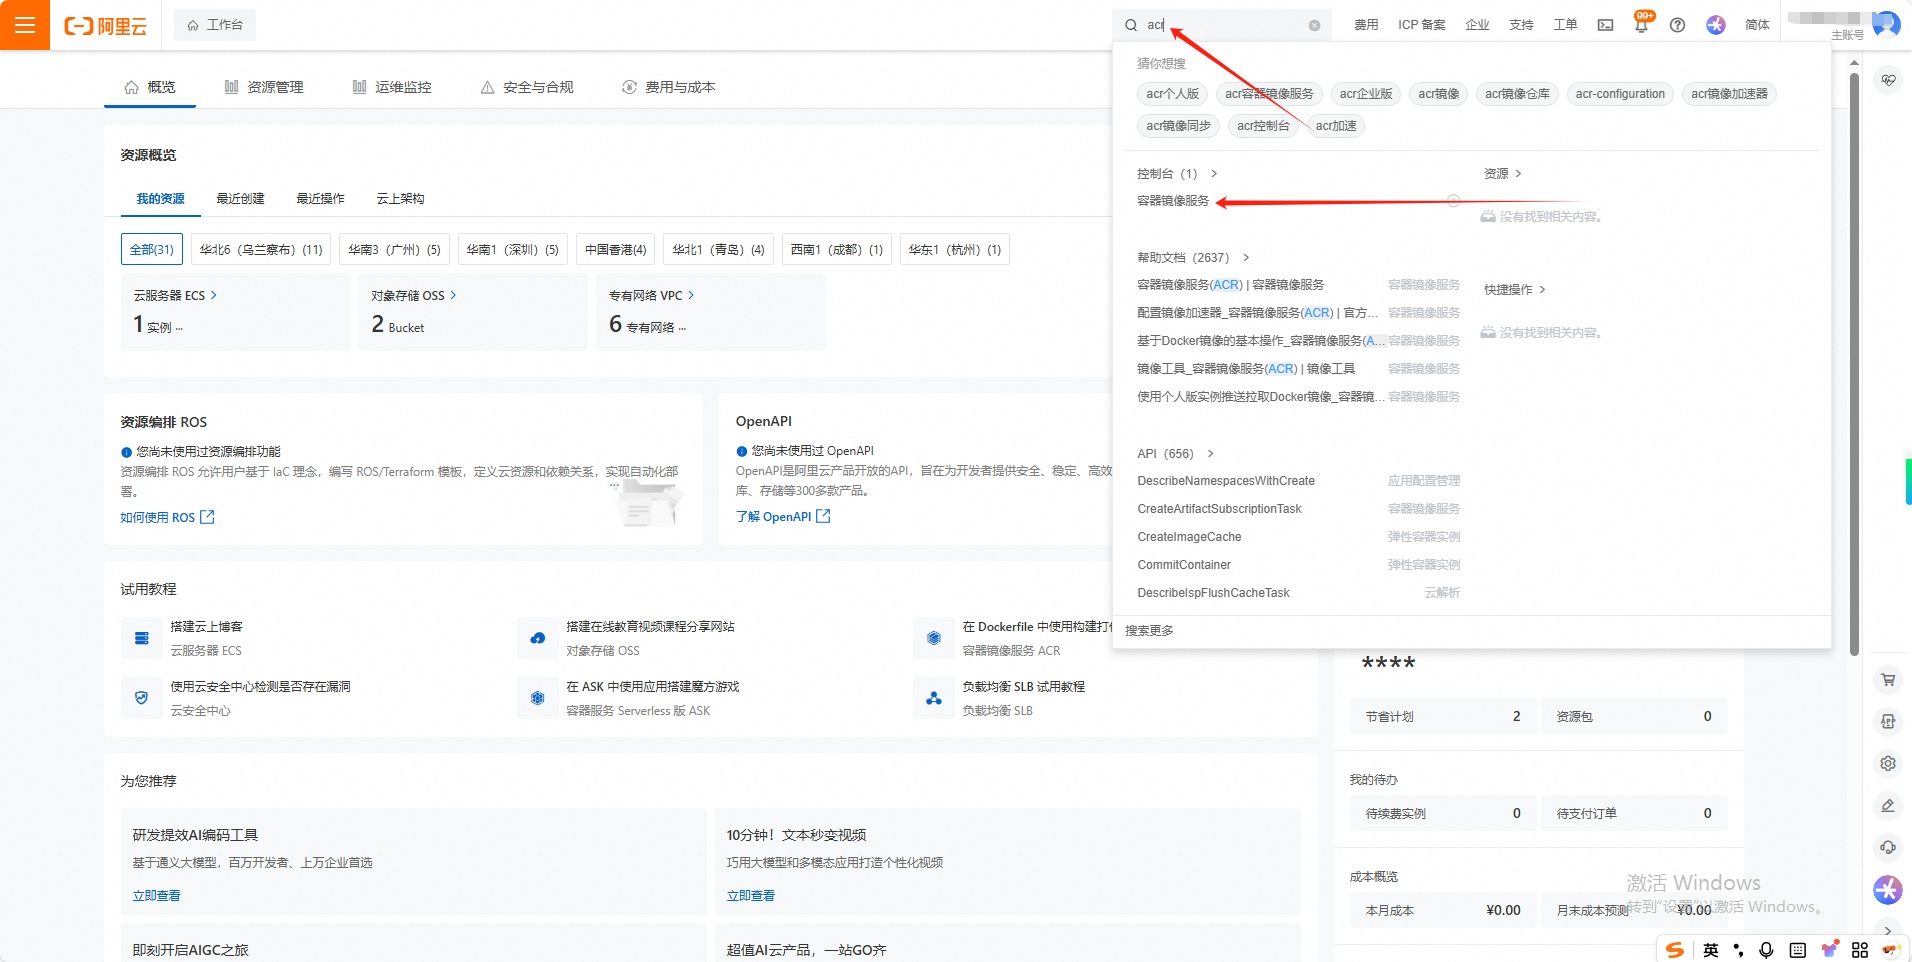 阿里云
工作台
acr
费用
ICP 备案
企业
支持
工单
99+
简体
主账号
概览
资源管理
运维监控
安全与合规
费用与成本
猜你想搜
acr个人版
acr容器镜像服务
acr企业版
acr镜像
acr镜像仓库
acr-configuration
acr镜像加速器
acr镜像同步
acr控制台
acr加速
控制台（1）
容器镜像服务
资源
没有找到相关内容。
帮助文档（2637）
容器镜像服务(ACR) | 容器镜像服务 容器镜像服务
配置镜像加速器_容器镜像服务(ACR) | 官方... 容器镜像服务
基于Docker镜像的基本操作_容器镜像服务(A... 容器镜像服务
镜像工具_容器镜像服务(ACR) | 镜像工具 容器镜像服务
使用个人版实例推送拉取Docker镜像_容器镜... 容器镜像服务
快捷操作
没有找到相关内容。
API（656）
DescribeNamespacesWithCreate 应用配置管理
CreateArtifactSubscriptionTask 容器镜像服务
CreateImageCache 弹性容器实例
CommitContainer 弹性容器实例
DescribeIspFlushCacheTask 云解析
搜索更多
资源概览
我的资源
最近创建
最近操作
云上架构
全部(31)
华北6（乌兰察布）(11)
华南3（广州）(5)
华南1（深圳）(5)
中国香港(4)
华北1（青岛）(4)
西南1（成都）(1)
华东1（杭州）(1)
云服务器 ECS
1 实例 ...
对象存储 OSS
2 Bucket
专有网络 VPC
6 专有网络 ...
资源编排 ROS
您尚未使用过资源编排功能
资源编排 ROS 允许用户基于 IaC 理念，编写 ROS/Terraform 模板，定义云资源和依赖关系，实现自动化部
署。
如何使用 ROS
OpenAPI
您尚未使用过 OpenAPI
OpenAPI是阿里云产品开放的API，旨在为开发者提供安全、稳定、高效
库、存储等300多款产品。
了解 OpenAPI
试用教程
搭建云上博客
云服务器 ECS
搭建在线教育视频课程分享网站
对象存储 OSS
在 Dockerfile 中使用构建打
容器镜像服务 ACR
使用云安全中心检测是否存在漏洞
云安全中心
在 ASK 中使用应用搭建魔方游戏
容器服务 Serverless 版 ASK
负载均衡 SLB 试用教程
负载均衡 SLB
为您推荐
研发提效AI编码工具
基于通义大模型，百万开发者、上万企业首选
立即查看
10分钟！文本秒变视频
巧用大模型和多模态应用打造个性化视频
立即查看
即刻开启AIGC之旅
超值AI云产品，一站GO齐
****
节省计划 2
资源包 0
我的待办
待续费实例 0
待支付订单 0
成本概览
本月成本 ¥0.00
月末成本预测 ¥0.00
激活 Windows
转到“设置”以激活 Windows。
英